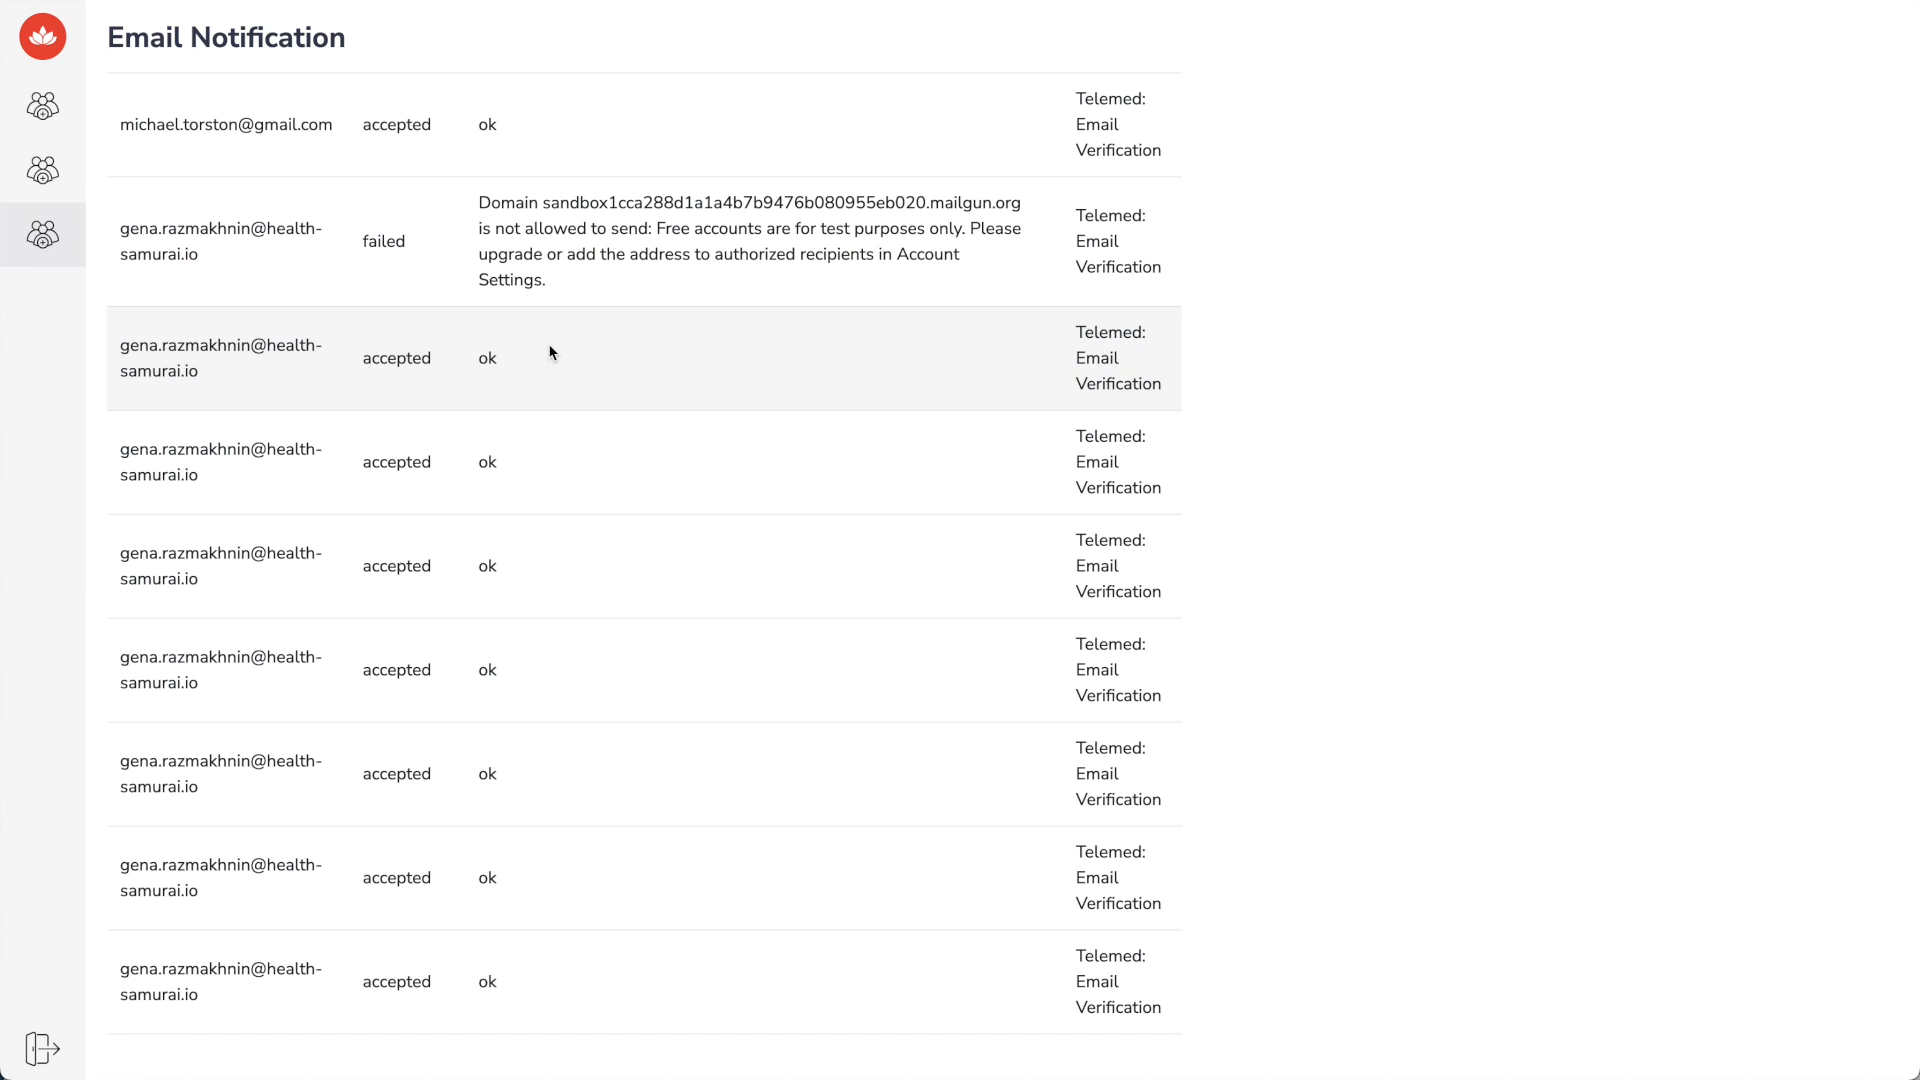 Email Notification
michael.torston@gmail.com accepted ok Telemed:
Email
Verification
gena.razmakhnin@health-
samurai.io
failed
Domain sandbox1cca288d1a1a4b7b9476b080955eb020.mailgun.org
is not allowed to send: Free accounts are for test purposes only. Please
upgrade or add the address to authorized recipients in Account
Settings.
Telemed:
Email
Verification
gena.razmakhnin@health-
samurai.io
accepted
ok
Telemed:
Email
Verification
gena.razmakhnin@health-
samurai.io
accepted
ok
Telemed:
Email
Verification
gena.razmakhnin@health-
samurai.io
accepted
ok
Telemed:
Email
Verification
gena.razmakhnin@health-
samurai.io
accepted
ok
Telemed:
Email
Verification
gena.razmakhnin@health-
samurai.io
accepted
ok
Telemed:
Email
Verification
gena.razmakhnin@health-
samurai.io
accepted
ok
Telemed:
Email
Verification
gena.razmakhnin@health-
samurai.io
accepted
ok
Telemed:
Email
Verification